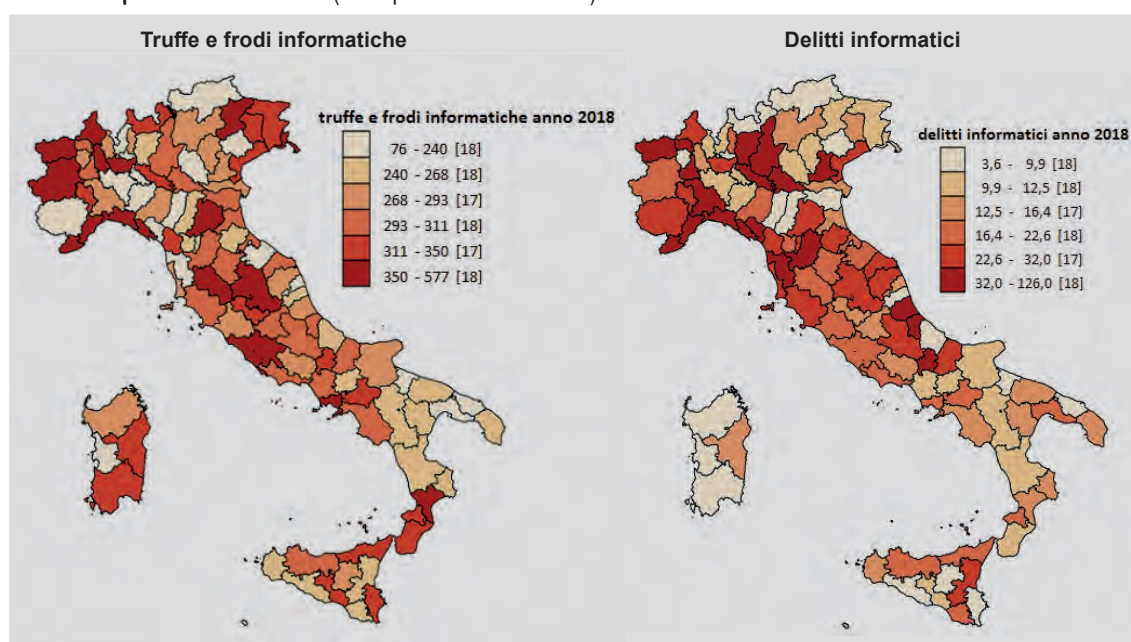 Truffe e frodi informatiche
truffe e frodi informatiche anno 2018
76 - 240 [18]
240 - 268 [18]
268 - 293 [17]
293 - 311 [18]
311 - 350 [17]
350 - 577 [18]
Delitti informatici
delitti informatici anno 2018
3,6 - 9,9 [18]
9,9 - 12,5 [18]
12,5 - 16,4 [17]
16,4 - 22,6 [18]
22,6 - 32,0 [17]
32,0 - 126,0 [18]